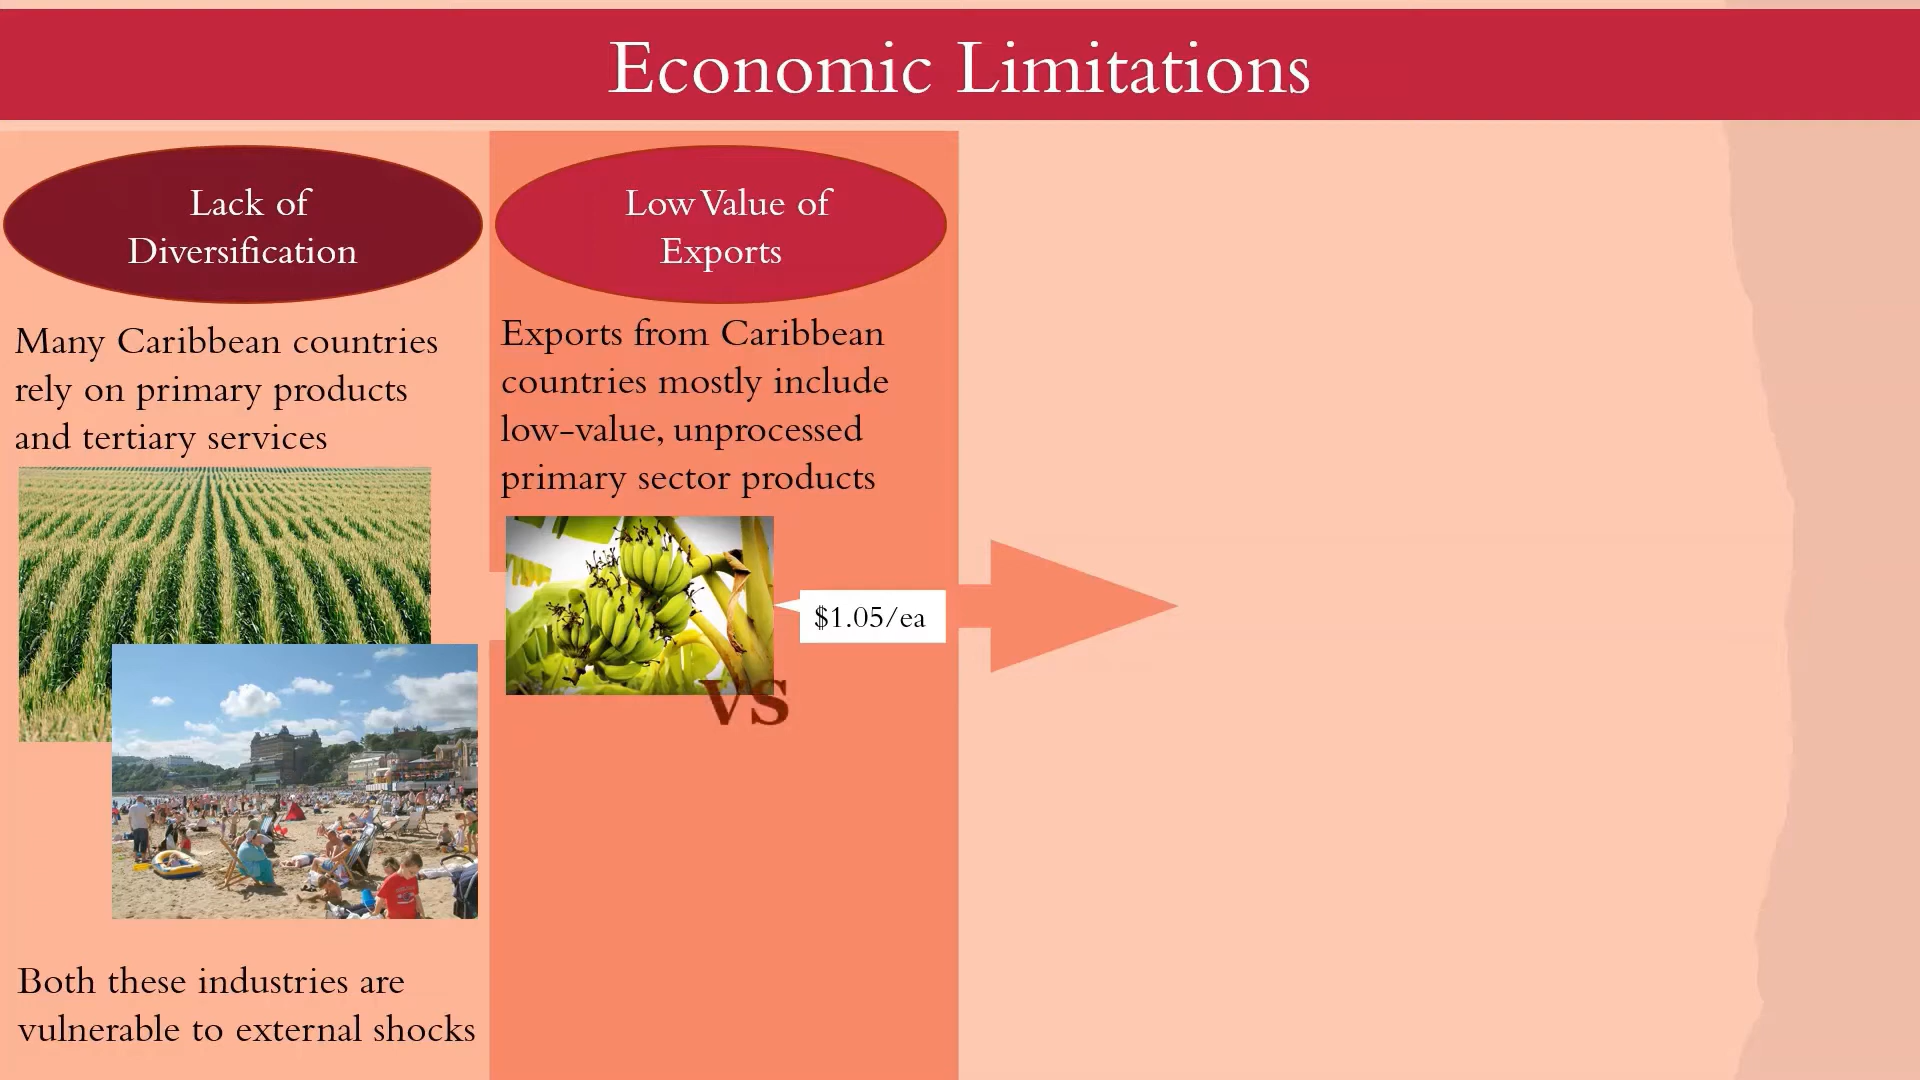 Economic Limitations
Lack of
Diversification
Many Caribbean countries
rely on primary products
and tertiary services
Both these industries are
vulnerable to external shocks
Low Value of
Exports
Exports from Caribbean
countries mostly include
low-value, unprocessed
primary sector products
$1.05/ea
VS